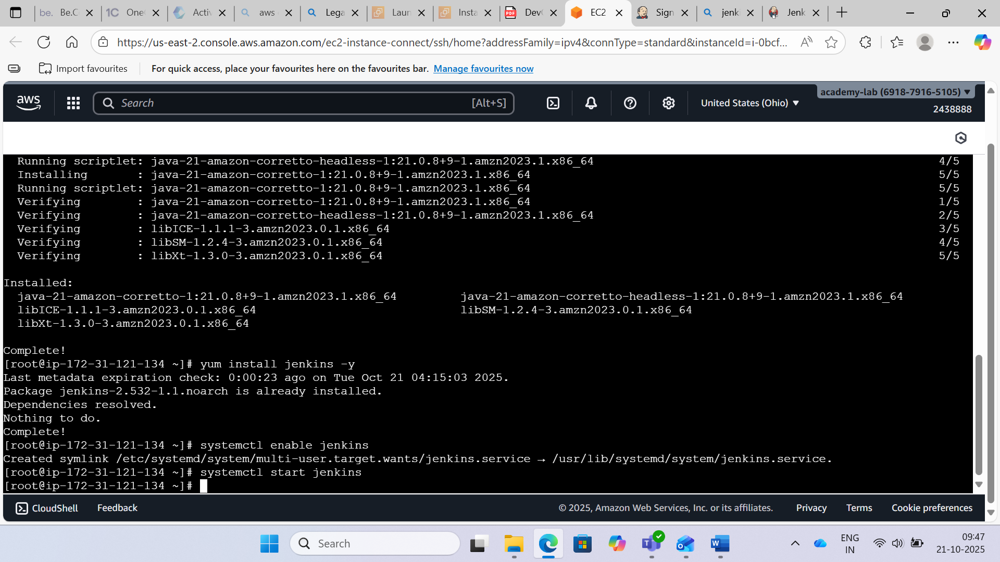 be. Be.C
1C One
Activ
aws
Lega
Laun
Insta
PDF Dev
EC2
Sign
jenk
Jenk
https://us-east-2.console.aws.amazon.com/ec2-instance-connect/ssh/home?addressFamily=ipv4&connType=standard&instanceId=i-0bcf...
Import favourites
For quick access, place your favourites here on the favourites bar. Manage favourites now
aws
Search [Alt+S]
United States (Ohio)
academy-lab (6918-7916-5105)
2438888
Running scriptlet: java-21-amazon-corretto-headless-1:21.0.8+9-1.amzn2023.1.x86_64 4/5
Installing : java-21-amazon-corretto-1:21.0.8+9-1.amzn2023.1.x86_64 5/5
Running scriptlet: java-21-amazon-corretto-1:21.0.8+9-1.amzn2023.1.x86_64 5/5
Verifying : java-21-amazon-corretto-1:21.0.8+9-1.amzn2023.1.x86_64 1/5
Verifying : java-21-amazon-corretto-headless-1:21.0.8+9-1.amzn2023.1.x86_64 2/5
Verifying : libICE-1.1.1-3.amzn2023.0.1.x86_64 3/5
Verifying : libSM-1.2.4-3.amzn2023.0.1.x86_64 4/5
Verifying : libXt-1.3.0-3.amzn2023.0.1.x86_64 5/5
Installed:
java-21-amazon-corretto-1:21.0.8+9-1.amzn2023.1.x86_64 java-21-amazon-corretto-headless-1:21.0.8+9-1.amzn2023.1.x86_64
libICE-1.1.1-3.amzn2023.0.1.x86_64 libSM-1.2.4-3.amzn2023.0.1.x86_64
libXt-1.3.0-3.amzn2023.0.1.x86_64
Complete!
[root@ip-172-31-121-134 ~]# yum install jenkins -y
Last metadata expiration check: 0:00:23 ago on Tue Oct 21 04:15:03 2025.
Package jenkins-2.532-1.1.noarch is already installed.
Dependencies resolved.
Nothing to do.
Complete!
[root@ip-172-31-121-134 ~]# systemctl enable jenkins
Created symlink /etc/systemd/system/multi-user.target.wants/jenkins.service → /usr/lib/systemd/system/jenkins.service.
[root@ip-172-31-121-134 ~]# systemctl start jenkins
[root@ip-172-31-121-134 ~]#
CloudShell Feedback © 2025, Amazon Web Services, Inc. or its affiliates. Privacy Terms Cookie preferences
Search
ENG
IN
09:47
21-10-2025